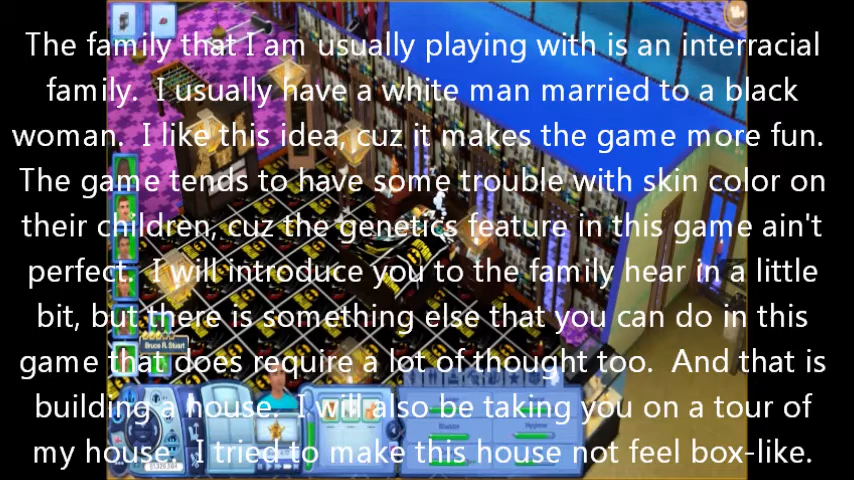 The family that I am usually playing with is an interracial
family.  I usually have a white man married to a black
woman.  I like this idea, cuz it makes the game more fun.
The game tends to have some trouble with skin color on
their children, cuz the genetics feature in this game ain't
perfect.  I will introduce you to the family hear in a little
bit, but there is something else that you can do in this
game that does require a lot of thought too.  And that is
building a house.  I will also be taking you on a tour of
my house.  I tried to make this house not feel box-like.
Bruce R. Stuart
Bladder
Hygiene